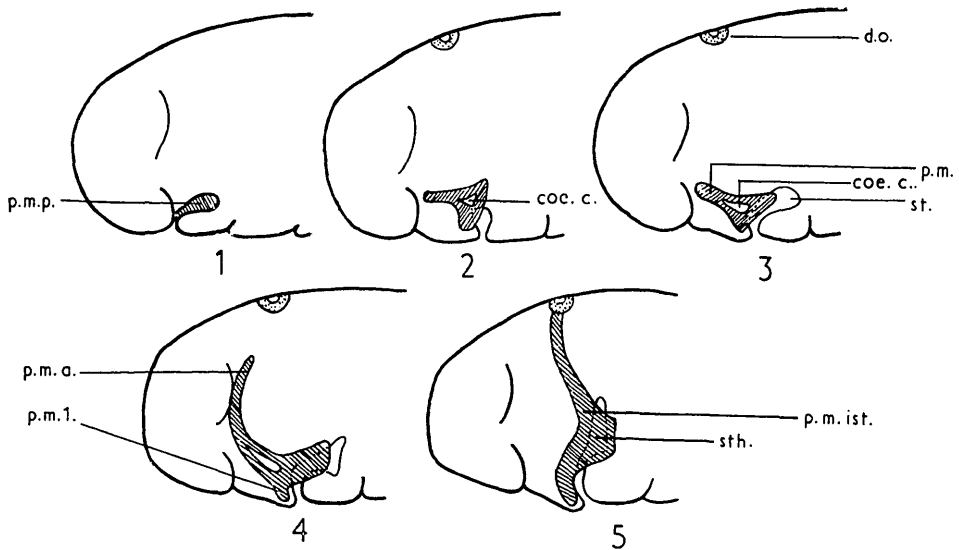 d.o.
p.m.
p.m.p.
coe. c.
coe. c..
st.
1
2
3
p.m. a.
p.m.1.
p.m. ist.
sth.
4
5